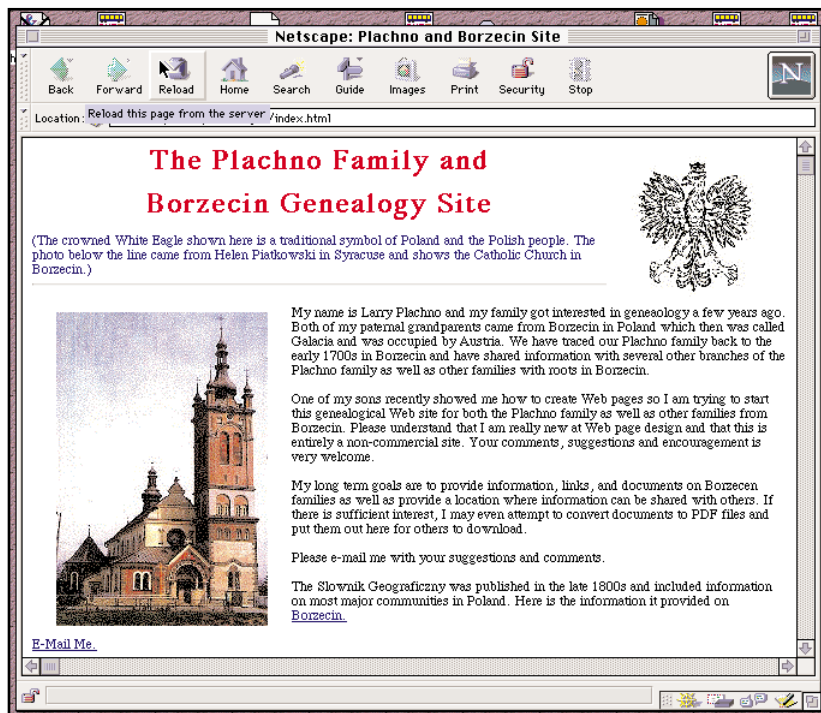 Netscape: Plachno and Borzecin Site
Back Forward Reload Home Search Guide Images Print Security Stop
Reload this page from the server
Location: /index.html
N
The Plachno Family and
Borzecin Genealogy Site
(The crowned White Eagle shown here is a traditional symbol of Poland and the Polish people. The
photo below the line came from Helen Piatkowski in Syracuse and shows the Catholic Church in
Borzecin.)
My name is Larry Plachno and my family got interested in geneaology a few years ago.
Both of my paternal grandparents came from Borzecin in Poland which then was called
Galacia and was occupied by Austria. We have traced our Plachno family back to the
early 1700s in Borzecin and have shared information with several other branches of the
Plachno family as well as other families with roots in Borzecin.
One of my sons recently showed me how to create Web pages so I am trying to start
this genealogical Web site for both the Plachno family as well as other families from
Borzecin. Please understand that I am really new at Web page design and that this is
entirely a non-commercial site. Your comments, suggestions and encouragement is
very welcome.
My long term goals are to provide information, links, and documents on Borzecen
families as well as provide a location where information can be shared with others. If
there is sufficient interest, I may even attempt to convert documents to PDF files and
put them out here for others to download.
Please e-mail me with your suggestions and comments.
The Slownik Geograficzny was published in the late 1800s and included information
on most major communities in Poland. Here is the information it provided on
Borzecin.
E-Mail Me.